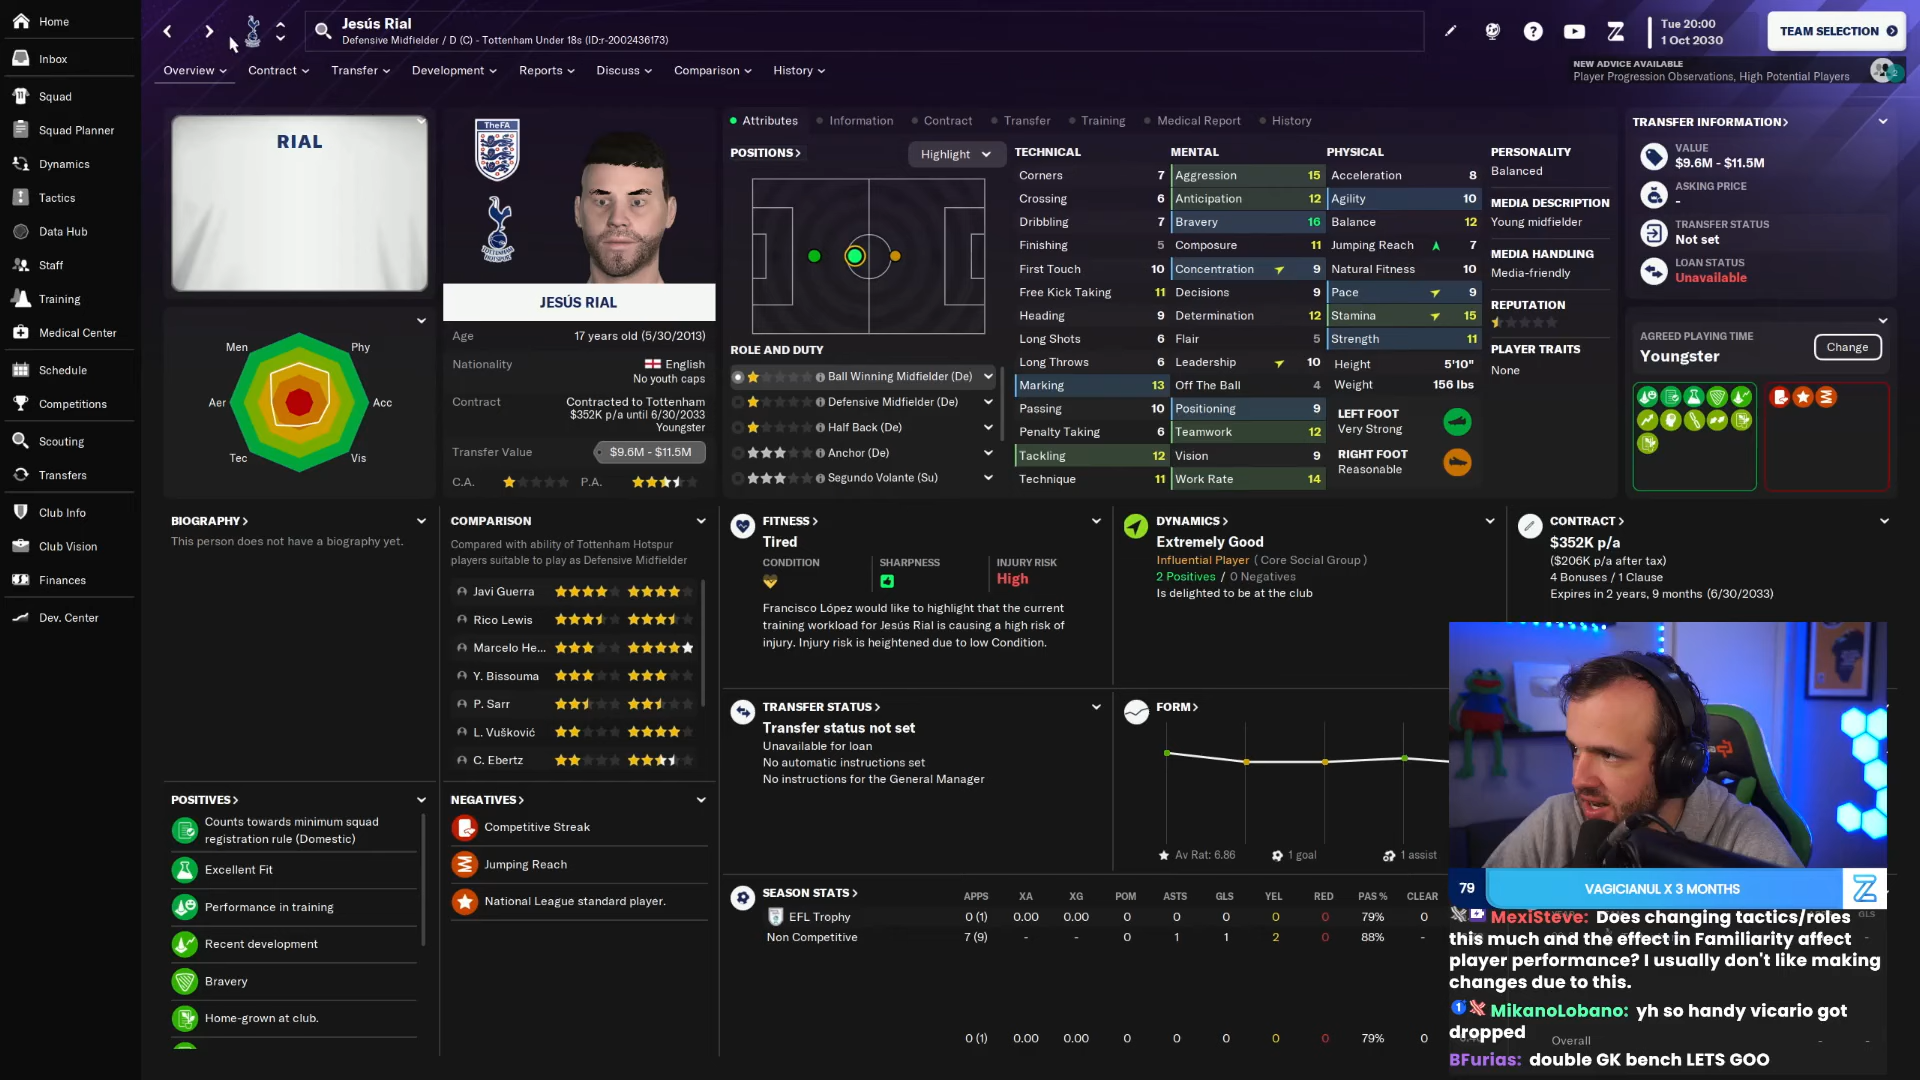 Home
Inbox
Squad
Squad Planner
Dynamics
Tactics
Data Hub
Staff
Training
Medical Center
Schedule
Competitions
Scouting
Transfers
Club Info
Club Vision
Finances
Dev. Center
Jesús Rial
Defensive Midfielder / D (C) - Tottenham Under 18s (ID:r-2002436173)
Tue 20:00
1 Oct 2030
TEAM SELECTION
NEW ADVICE AVAILABLE
Player Progression Observations, High Potential Players
Overview Contract Transfer Development Reports Discuss Comparison History
RIAL
Men Phy
Aer Acc
Tec Vis
The FA
JESÚS RIAL
Age 17 years old (5/30/2013)
Nationality English
No youth caps
Contract Contracted to Tottenham
$352K p/a until 6/30/2033
Youngster
Transfer Value $9.6M - $11.5M
C.A. P.A.
Attributes Information Contract Transfer Training Medical Report History
POSITIONS>
Highlight
ROLE AND DUTY
Ball Winning Midfielder (De)
Defensive Midfielder (De)
Half Back (De)
Anchor (De)
Segundo Volante (Su)
TECHNICAL
Corners 7
Crossing 6
Dribbling 7
Finishing 5
First Touch 10
Free Kick Taking 11
Heading 9
Long Shots 6
Long Throws 6
Marking 13
Passing 10
Penalty Taking 6
Tackling 12
Technique 11
MENTAL
Aggression 15
Anticipation 12
Bravery 16
Composure 11
Concentration 9
Decisions 9
Determination 12
Flair 5
Leadership 10
Off The Ball 4
Positioning 9
Teamwork 12
Vision 9
Work Rate 14
PHYSICAL
Acceleration 8
Agility 10
Balance 12
Jumping Reach 7
Natural Fitness 10
Pace 9
Stamina 15
Strength 11
Height 5'10"
Weight 156 lbs
LEFT FOOT
Very Strong
RIGHT FOOT
Reasonable
PERSONALITY
Balanced
MEDIA DESCRIPTION
Young midfielder
MEDIA HANDLING
Media-friendly
REPUTATION
PLAYER TRAITS
None
TRANSFER INFORMATION>
VALUE
$9.6M - $11.5M
ASKING PRICE
-
TRANSFER STATUS
Not set
LOAN STATUS
Unavailable
AGREED PLAYING TIME
Youngster
Change
BIOGRAPHY>
This person does not have a biography yet.
COMPARISON
Compared with ability of Tottenham Hotspur
players suitable to play as Defensive Midfielder
Javi Guerra
Rico Lewis
Marcelo He...
Y. Bissouma
P. Sarr
L. Vušković
C. Ebertz
FITNESS>
Tired
CONDITION SHARPNESS INJURY RISK
High
Francisco López would like to highlight that the current
training workload for Jesús Rial is causing a high risk of
injury. Injury risk is heightened due to low Condition.
DYNAMICS>
Extremely Good
Influential Player ( Core Social Group )
2 Positives / 0 Negatives
Is delighted to be at the club
CONTRACT>
$352K p/a
($206K p/a after tax)
4 Bonuses / 1 Clause
Expires in 2 years, 9 months (6/30/2033)
TRANSFER STATUS>
Transfer status not set
Unavailable for loan
No automatic instructions set
No instructions for the General Manager
FORM>
Av Rat: 6.86 1 goal 1 assist
POSITIVES>
Counts towards minimum squad
registration rule (Domestic)
Excellent Fit
Performance in training
Recent development
Bravery
Home-grown at club.
NEGATIVES>
Competitive Streak
Jumping Reach
National League standard player.
SEASON STATS> APPS XA XG POM ASTS GLS YEL RED PAS % CLEAR
EFL Trophy 0 (1) 0.00 0.00 0 0 0 0 0 79% 0
Non Competitive 7 (9) - - 0 1 1 2 0 88% -
0 (1) 0.00 0.00 0 0 0 0 0 79% 0
Overall
79 VAGICIANUL X 3 MONTHS
GLS
MexiSteve: Does changing tactics/roles
this much and the effect in Familiarity affect
player performance? I usually don't like making
changes due to this.
MikanoLobano: yh so handy vicario got
dropped
BFurias: double GK bench LETS GOO